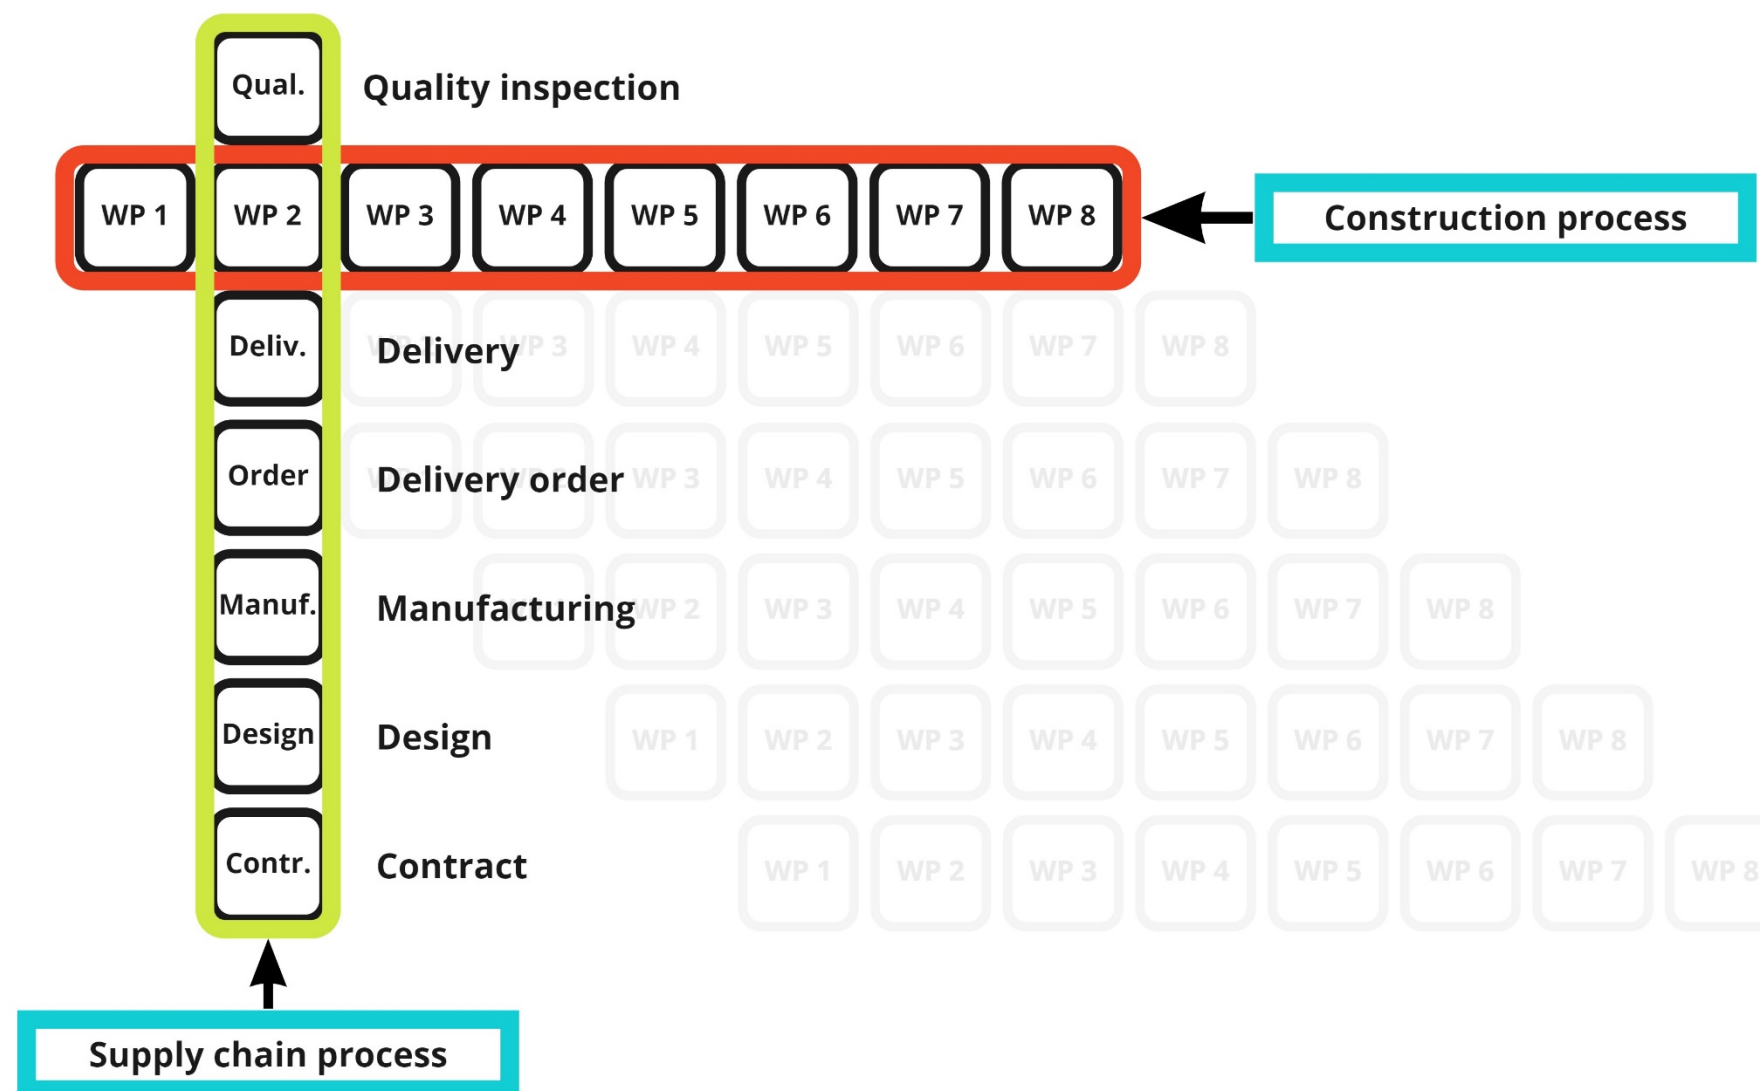 Qual. Quality inspection
WP 1 WP 2 WP 3 WP 4 WP 5 WP 6 WP 7 WP 8 Construction process
Deliv. Delivery WP 3 WP 4 WP 5 WP 6 WP 7 WP 8
Order Delivery order WP 3 WP 4 WP 5 WP 6 WP 7 WP 8
Manuf. Manufacturing WP 2 WP 3 WP 4 WP 5 WP 6 WP 7 WP 8
Design Design WP 1 WP 2 WP 3 WP 4 WP 5 WP 6 WP 7 WP 8
Contr. Contract WP 1 WP 2 WP 3 WP 4 WP 5 WP 6 WP 7 WP 8
Supply chain process